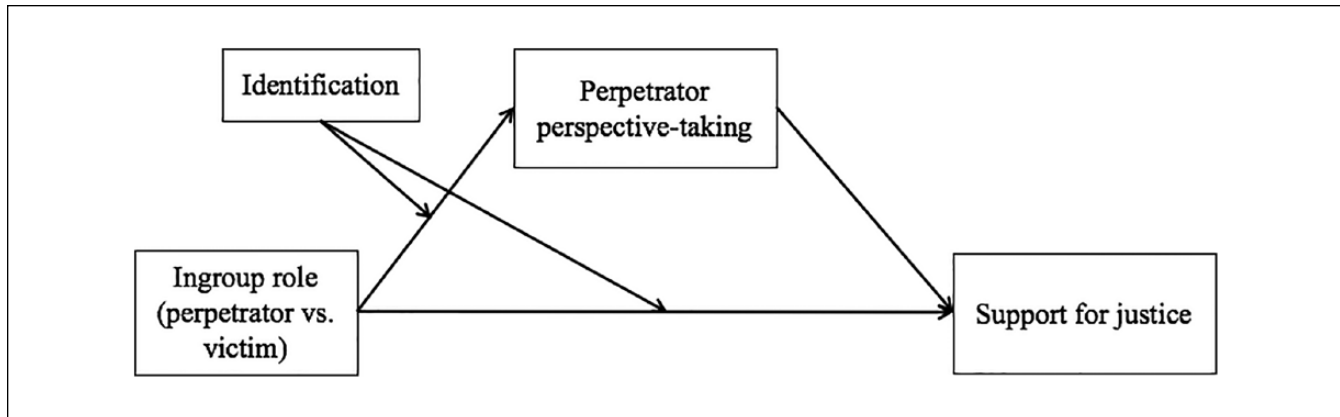 Identification
Perpetrator
perspective-taking
Ingroup role
(perpetrator vs.
victim)
Support for justice